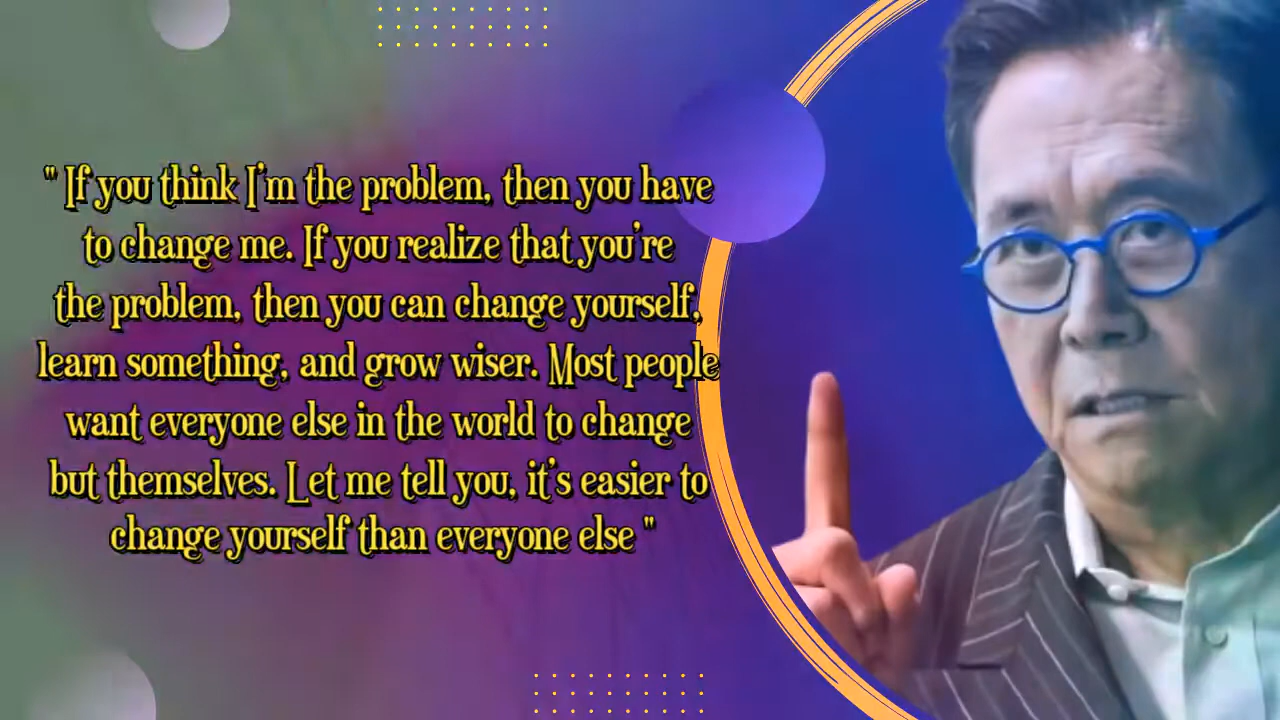 " If you think I'm the problem, then you have
to change me. If you realize that you're
the problem, then you can change yourself,
learn something, and grow wiser. Most people
want everyone else in the world to change
but themselves. Let me tell you, it's easier to
change yourself than everyone else "